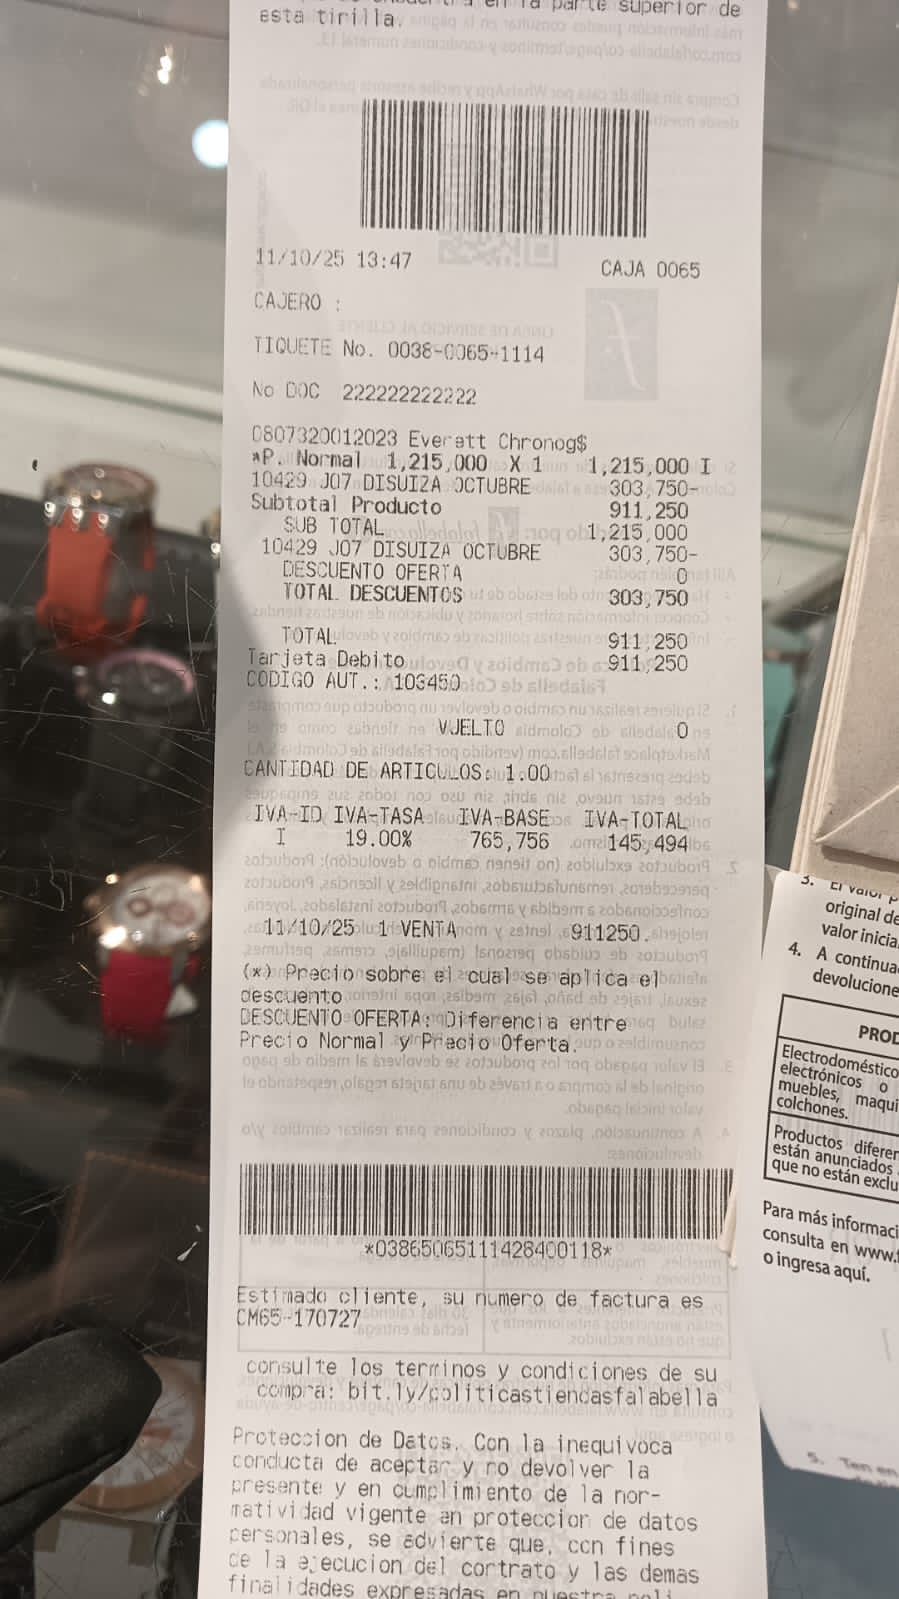 esta tirilla.
11/10/25 13:47 CAJA 0065
CAJERO :
TIQUETE No. 0038-0065-1114
No DOC 222222222222
0807320012023 Everett Chronog$
*P. Normal 1,215,000 X 1 1,215,000 I
10429 J07 DISUIZA OCTUBRE 303,750-
Subtotal Producto 911,250
SUB TOTAL 1,215,000
10429 J07 DISUIZA OCTUBRE 303,750-
DESCUENTO OFERTA 0
TOTAL DESCUENTOS 303,750
TOTAL 911,250
Tarjeta Debito 911,250
CODIGO AUT.: 103450
VUELTO 0
CANTIDAD DE ARTICULOS: 1.00
IVA-ID IVA-TASA IVA-BASE IVA-TOTAL
I 19.00% 765,756 145,494
11/10/25 1 VENTA 911250.
(*) Precio sobre el cual se aplica el
descuento
DESCUENTO OFERTA: Diferencia entre
Precio Normal y Precio Oferta.
*03865065111428400118*
Estimado cliente, su numero de factura es
CM65-170727
consulte los terminos y condiciones de su
compra: bit.ly/politicastiendasfalabella
Proteccion de Datos. Con la inequivoca
conducta de aceptar y no devolver la
presente y en cumplimiento de la nor-
matividad vigente en proteccion de datos
personales, se advierte que, con fines
de la ejecucion del contrato y las demas
finalidades expresadas en nuestra
original de
valor inicia
4. A continua
devolucione
PROD
Electrodoméstico
electrónicos o
muebles, maqui
colchones.
Productos diferen
están anunciados
que no están exclu
Para más informaci
consulta en www.
o ingresa aquí.
5. Ten en